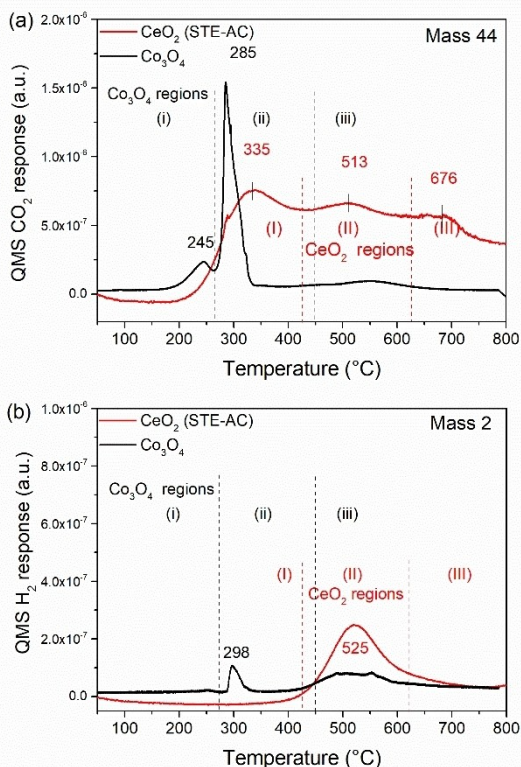 (a)
CeO₂ (STE-AC)
Co₃O₄
Mass 44
285
Co₃O₄ regions
(i)
(ii)
(iii)
335
513
676
245
(I)
(II)
(III)
CeO₂ regions
QMS CO₂ response (a.u.)
2.0x10⁻⁶
1.5x10⁻⁶
1.0x10⁻⁶
5.0x10⁻⁷
0.0
100 200 300 400 500 600 700 800
Temperature (°C)
(b)
CeO₂ (STE-AC)
Co₃O₄
Mass 2
Co₃O₄ regions
(i)
(ii)
(iii)
(I)
(II)
(III)
CeO₂ regions
298
525
QMS H₂ response (a.u.)
1.0x10⁻⁶
8.0x10⁻⁷
6.0x10⁻⁷
4.0x10⁻⁷
2.0x10⁻⁷
0.0
100 200 300 400 500 600 700 800
Temperature (°C)